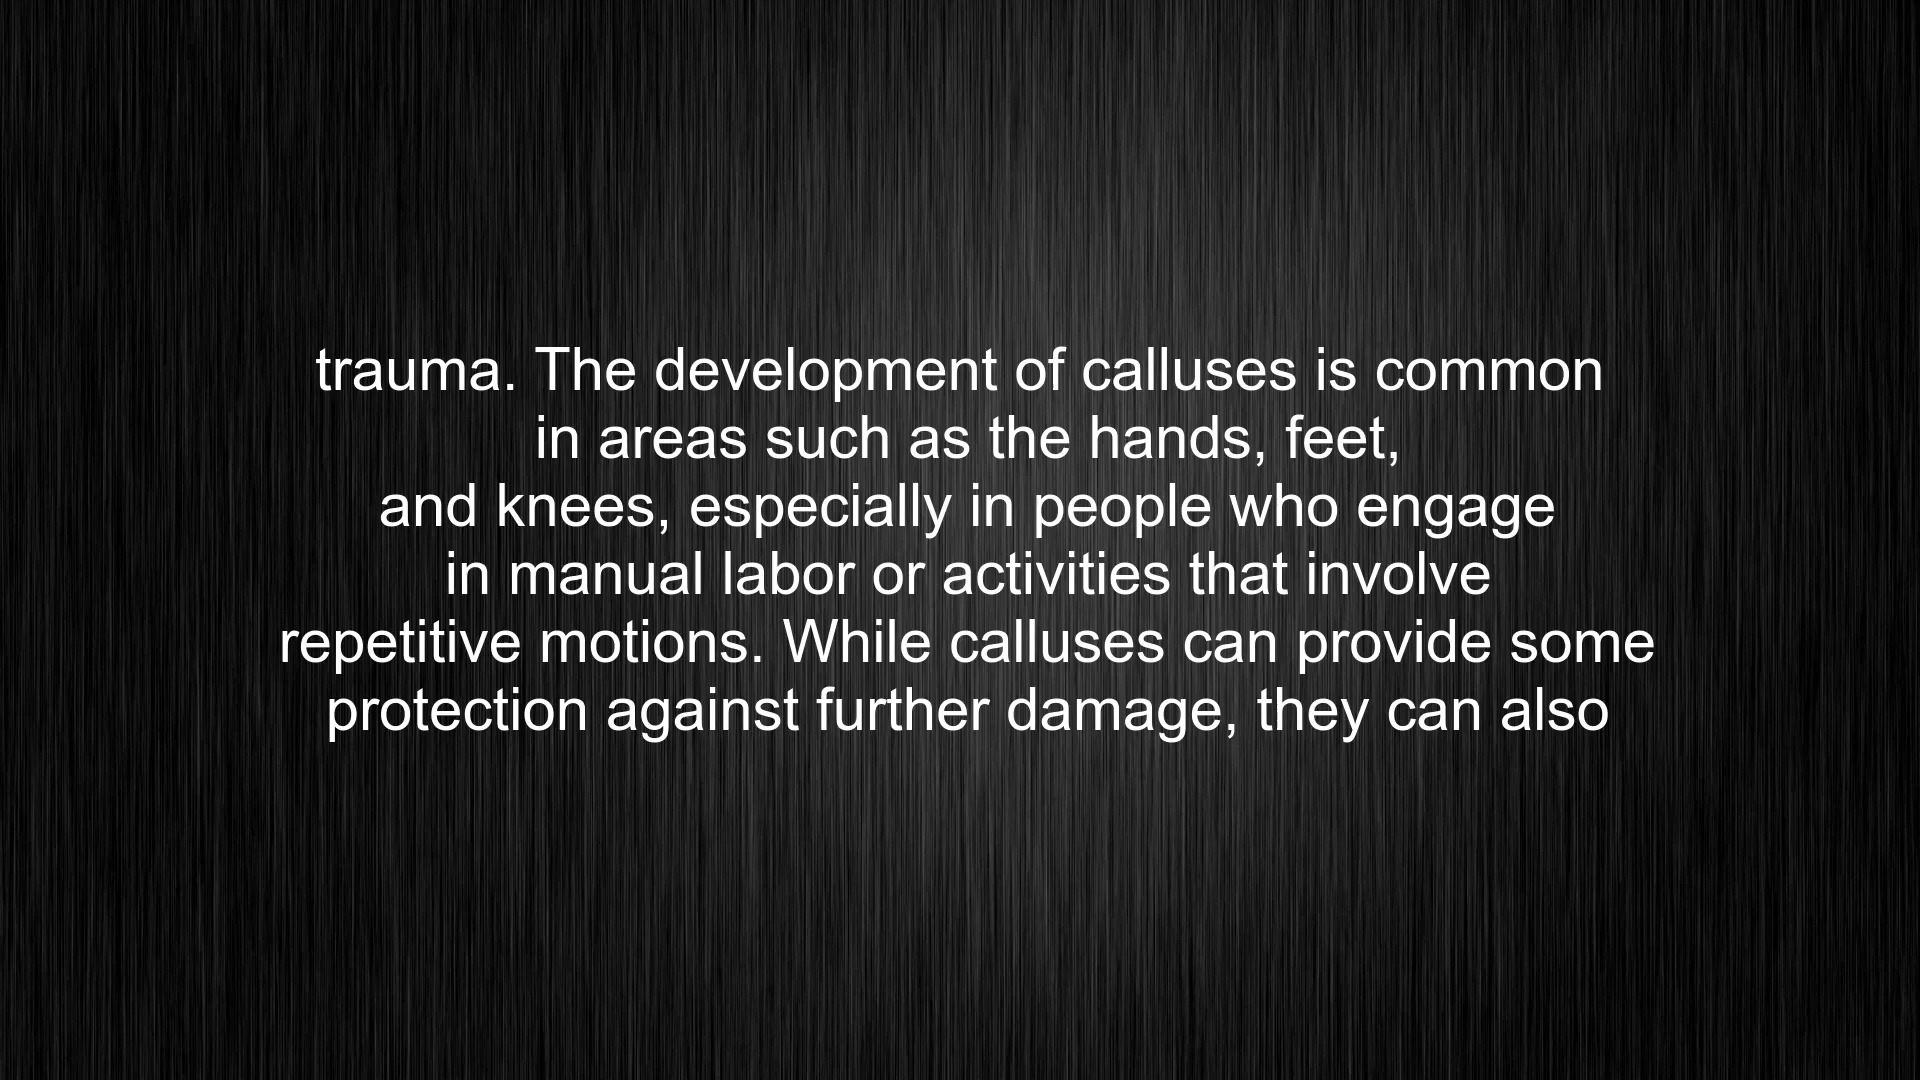 trauma. The development of calluses is common
in areas such as the hands, feet,
and knees, especially in people who engage
in manual labor or activities that involve
repetitive motions. While calluses can provide some
protection against further damage, they can also